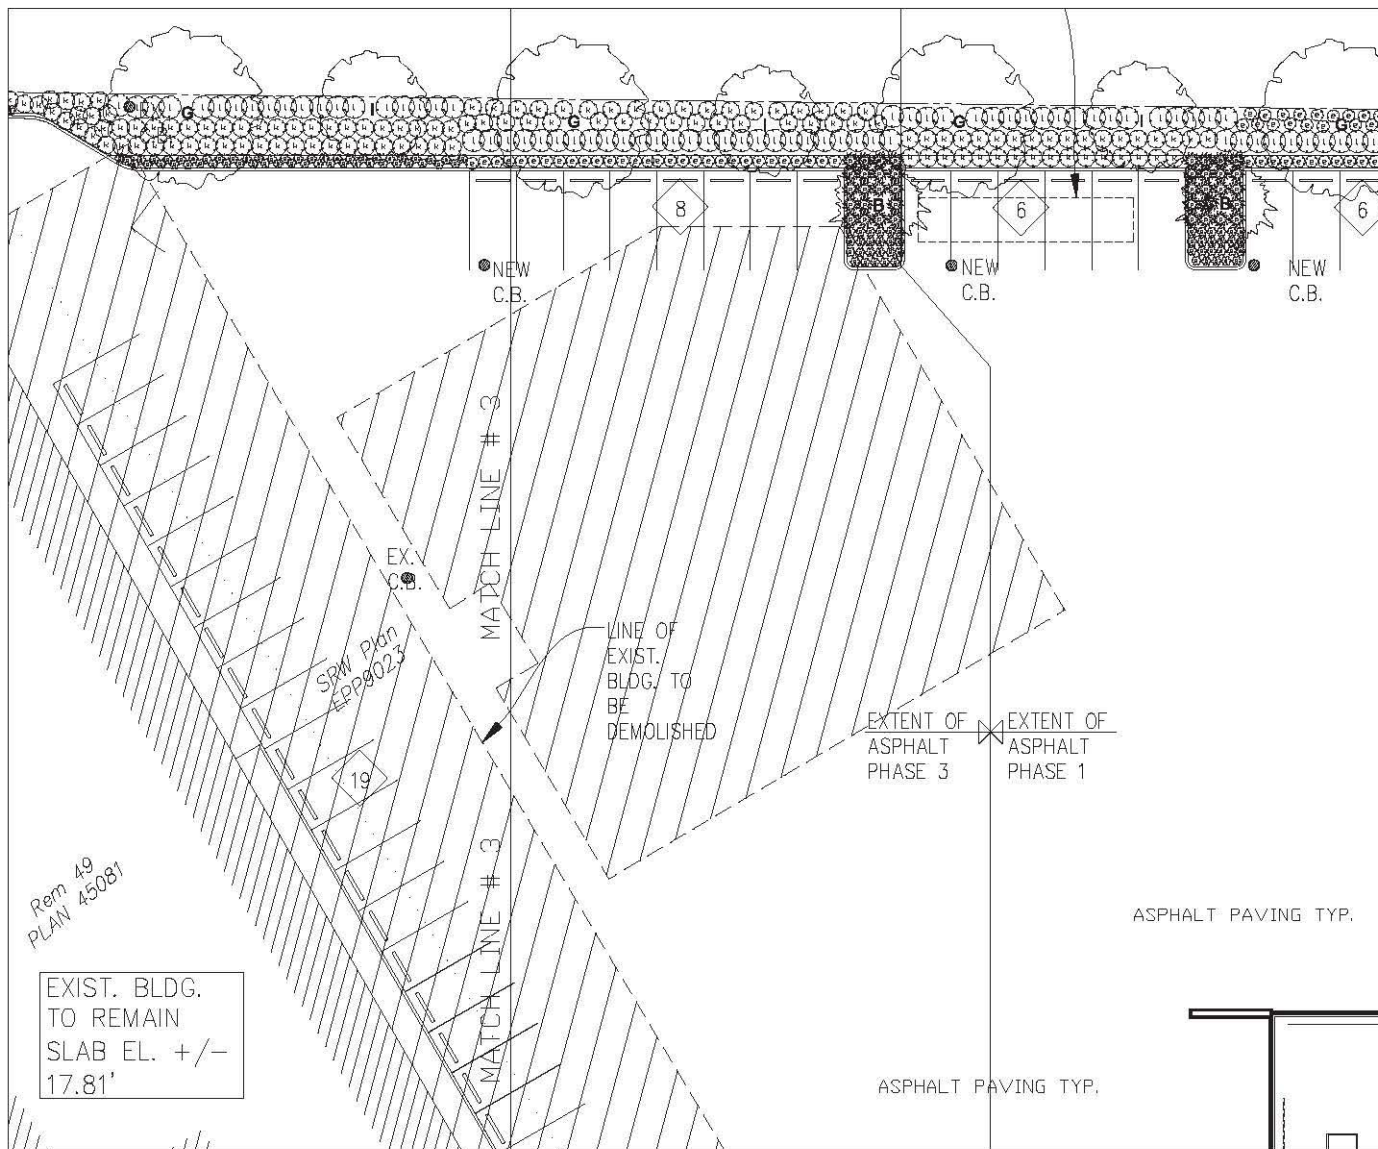 G
I
G
I
G
I
G
8
B
6
B
6
NEW
C.B.
NEW
C.B.
NEW
C.B.
MATCH LINE # 3
EX.
C.B.
LINE OF
EXIST.
BLDG. TO
BE
DEMOLISHED
SRW Plan
EPP9023
EXTENT OF
ASPHALT
PHASE 3
EXTENT OF
ASPHALT
PHASE 1
19
MATCH LINE # 3
Rem 49
PLAN 45081
ASPHALT PAVING TYP.
EXIST. BLDG.
TO REMAIN
SLAB EL. +/-
17.81'
ASPHALT PAVING TYP.